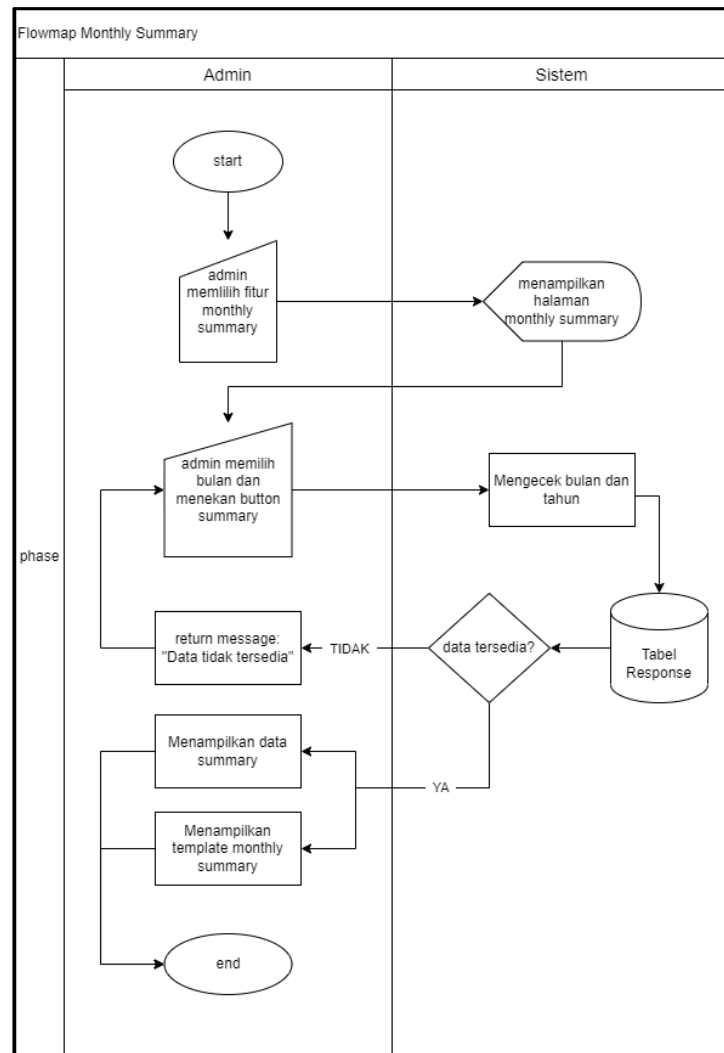 Flowmap Monthly Summary
Admin
Sistem
phase
start
admin
memlilih fitur
monthly
summary
menampilkan
halaman
monthly summary
admin memilih
bulan dan
menekan button
summary
Mengecek bulan dan
tahun
return message:
"Data tidak tersedia"
TIDAK
data tersedia?
Tabel
Response
Menampilkan data
summary
YA
Menampilkan
template monthly
summary
end